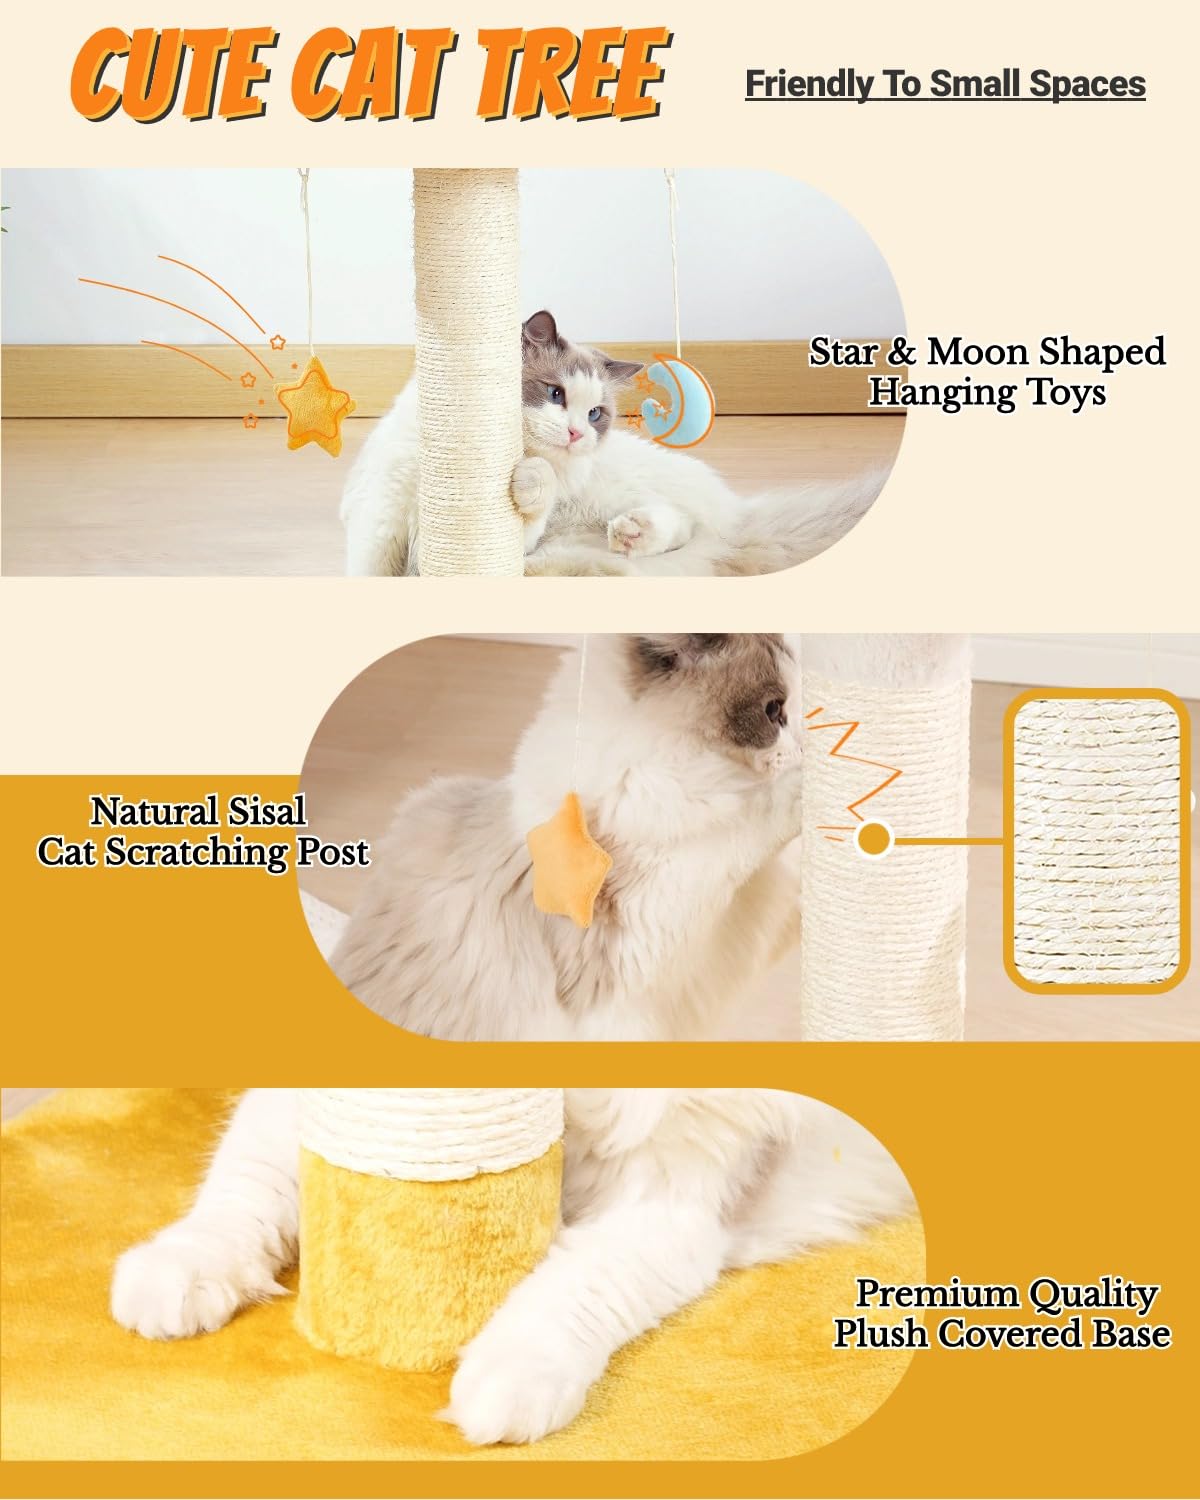 CUTE CAT TREE
Friendly To Small Spaces
Star & Moon Shaped
Hanging Toys
Natural Sisal
Cat Scratching Post
Premium Quality
Plush Covered Base